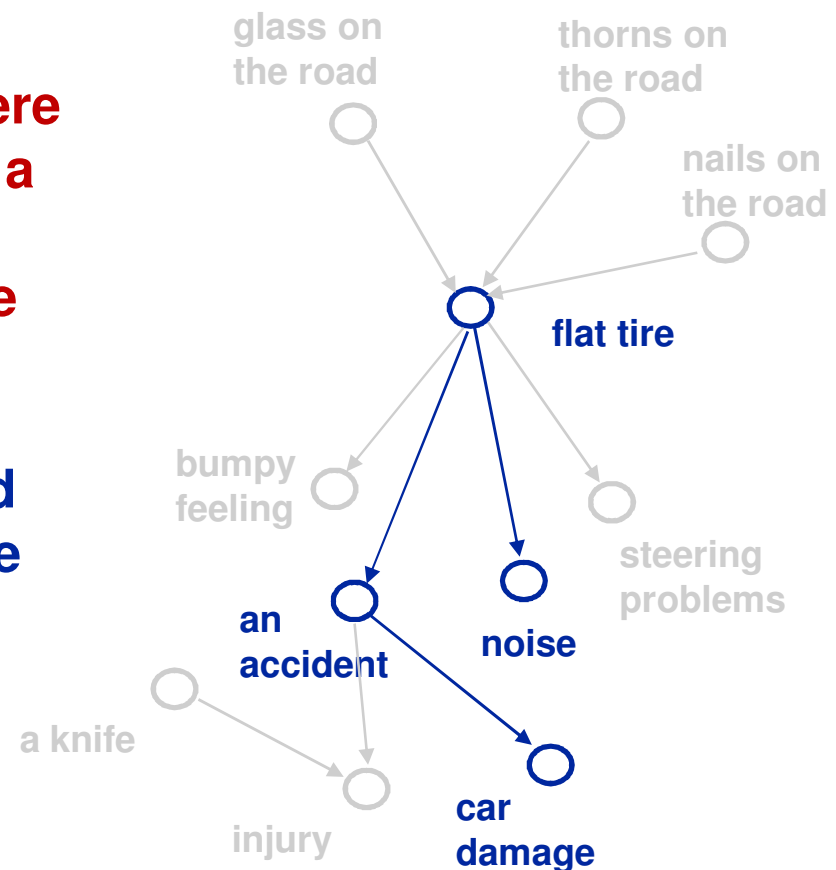 glass on
the road
thorns on
the road
ere
a
nails on
the road
e
flat tire
bumpy
feeling
d
e
steering
problems
an
accident
noise
a knife
car
damage
injury